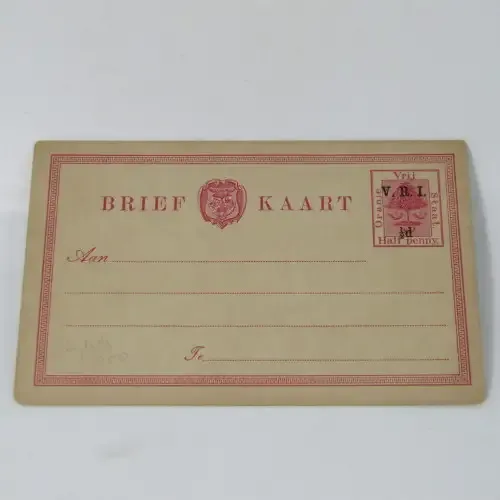 BRIEF KAART
Vrij
Oranje
V. R. I.
Staat.
½d
Half penny
Aan
Te